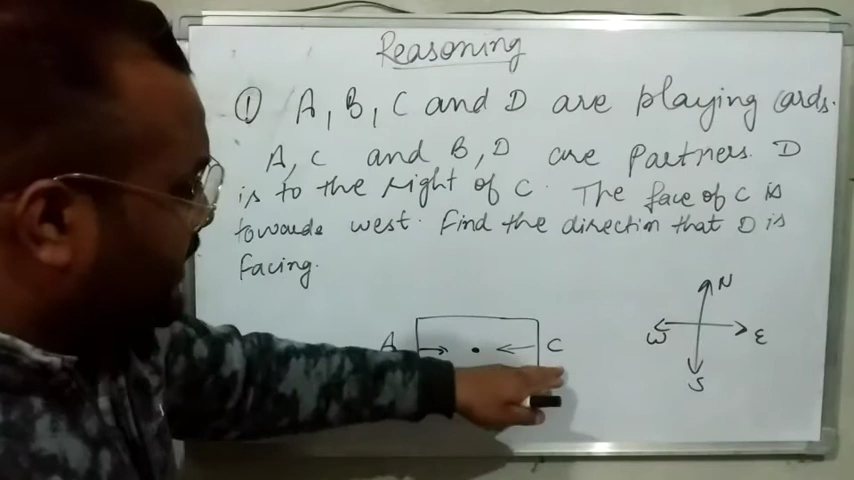 Reasoning
① A, B, C and D are playing cards.
A, C and B, D are partners. D
is to the right of C. The face of C is
towards west. Find the direction that D is
facing.
N
A C
W E
S